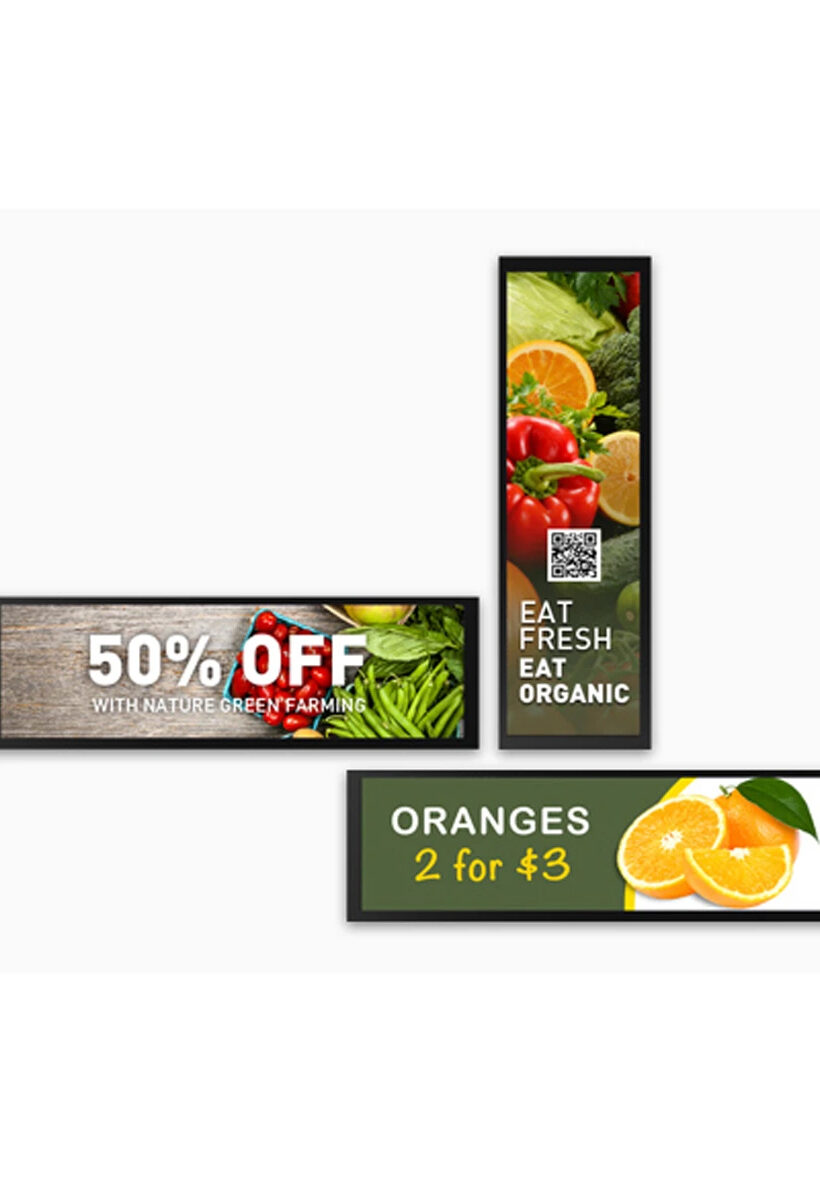 EAT
FRESH
EAT
ORGANIC
50% OFF
WITH NATURE GREEN FARMING
ORANGES
2 for $3